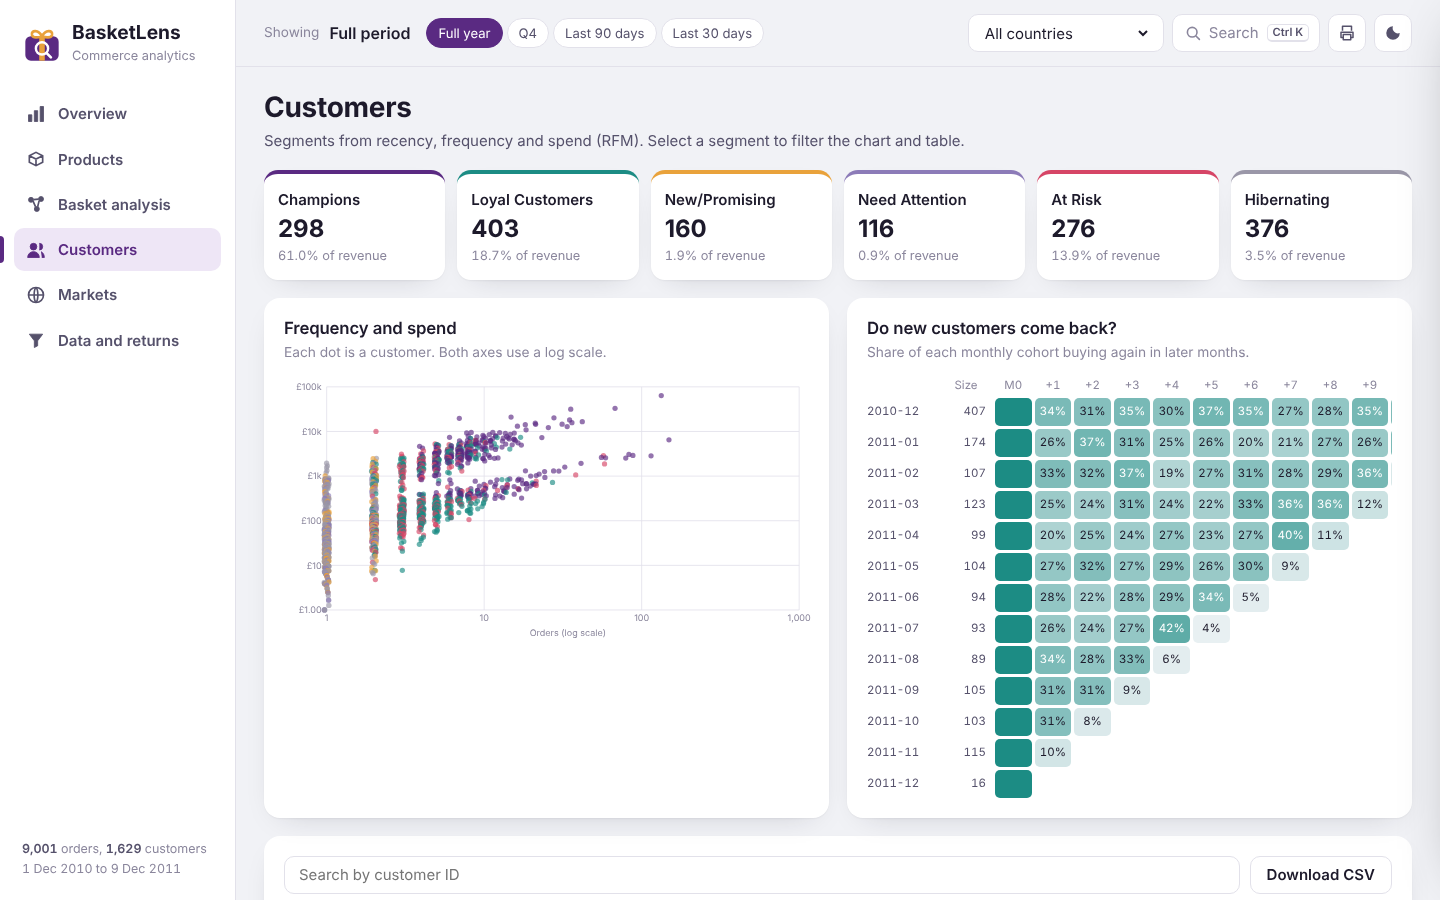 BasketLens
Commerce analytics
Overview
Products
Basket analysis
Customers
Markets
Data and returns
9,001 orders, 1,629 customers
1 Dec 2010 to 9 Dec 2011
Showing Full period Full year Q4 Last 90 days Last 30 days All countries Search Ctrl K
Customers
Segments from recency, frequency and spend (RFM). Select a segment to filter the chart and table.
Champions
298
61.0% of revenue
Loyal Customers
403
18.7% of revenue
New/Promising
160
1.9% of revenue
Need Attention
116
0.9% of revenue
At Risk
276
13.9% of revenue
Hibernating
376
3.5% of revenue
Frequency and spend
Each dot is a customer. Both axes use a log scale.
£100k
£10k
£1k
£100
£10
£1.00
1 10 100 1,000
Orders (log scale)
Do new customers come back?
Share of each monthly cohort buying again in later months.
Size M0 +1 +2 +3 +4 +5 +6 +7 +8 +9
2010-12 407 34% 31% 35% 30% 37% 35% 27% 28% 35%
2011-01 174 26% 37% 31% 25% 26% 20% 21% 27% 26%
2011-02 107 33% 32% 37% 19% 27% 31% 28% 29% 36%
2011-03 123 25% 24% 31% 24% 22% 33% 36% 36% 12%
2011-04 99 20% 25% 24% 27% 23% 27% 40% 11%
2011-05 104 27% 32% 27% 29% 26% 30% 9%
2011-06 94 28% 22% 28% 29% 34% 5%
2011-07 93 26% 24% 27% 42% 4%
2011-08 89 34% 28% 33% 6%
2011-09 105 31% 31% 9%
2011-10 103 31% 8%
2011-11 115 10%
2011-12 16
Search by customer ID
Download CSV